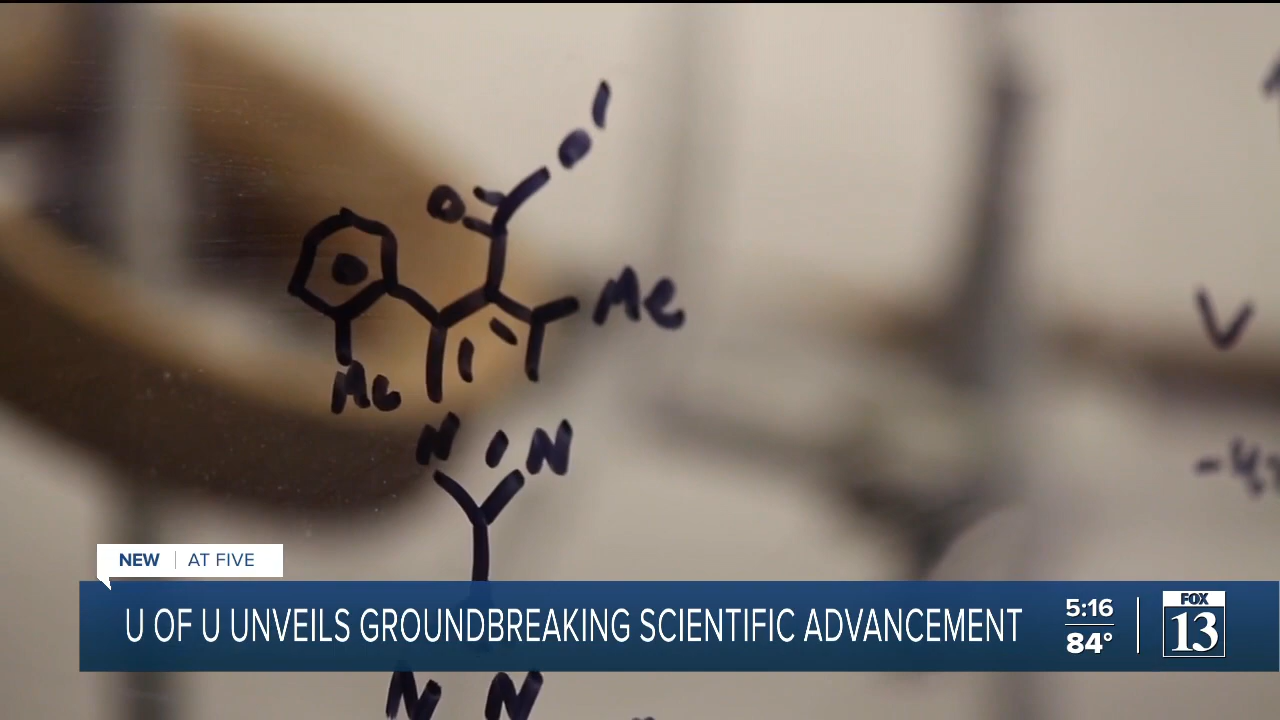 O
O
Me
Me
N
N
V
NEW AT FIVE
U OF U UNVEILS GROUNDBREAKING SCIENTIFIC ADVANCEMENT
5:16
84°
FOX
13
N N